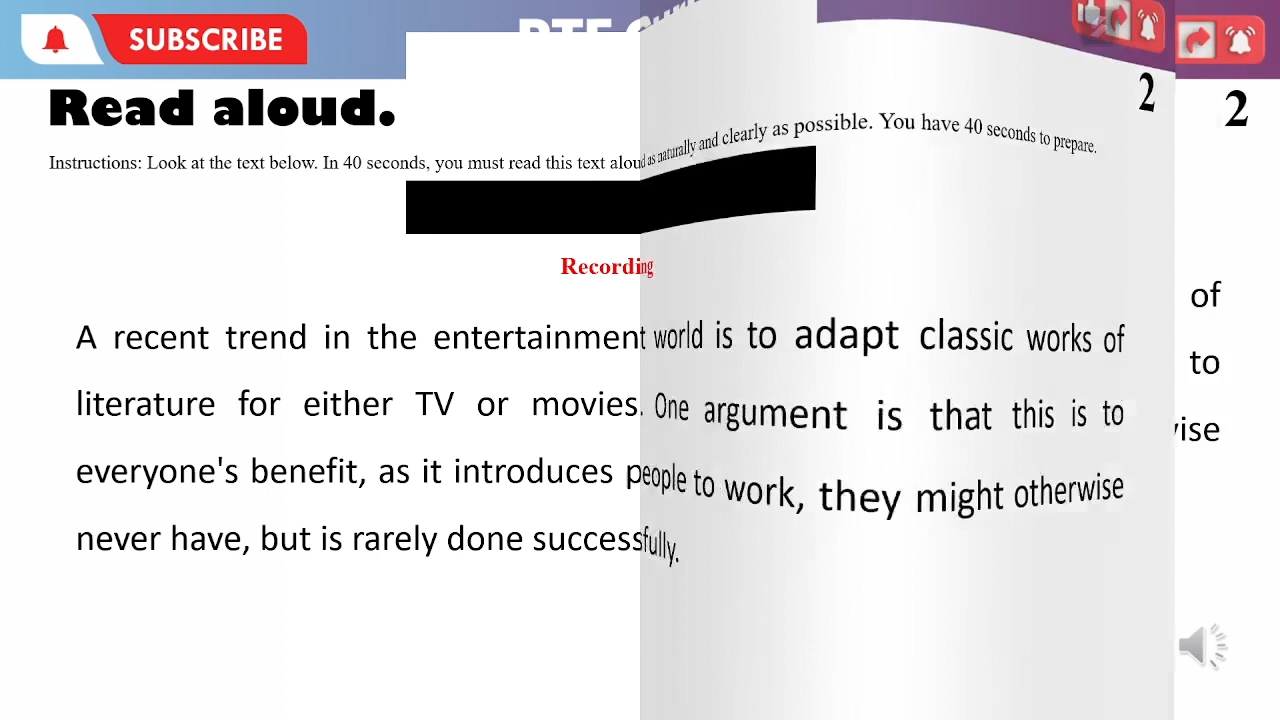 SUBSCRIBE
PTE
Read aloud.
2
2
Instructions: Look at the text below. In 40 seconds, you must read this text aloud as naturally and clearly as possible. You have 40 seconds to prepare.
Recording
A recent trend in the entertainment world is to adapt classic works of
of
literature for either TV or movies. One argument is that this is to
to
everyone's benefit, as it introduces people to work, they might otherwise
never have, but is rarely done successfully.